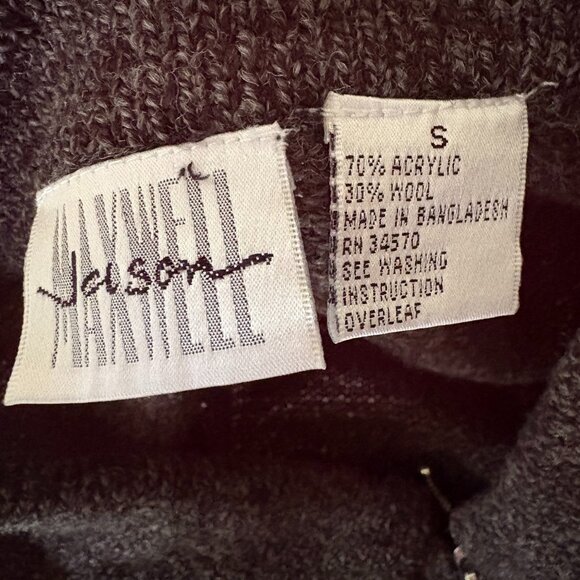 MAXWELL
Jason
S
70% ACRYLIC
30% WOOL
MADE IN BANGLADESH
RN 34570
SEE WASHING
INSTRUCTION
OVERLEAF